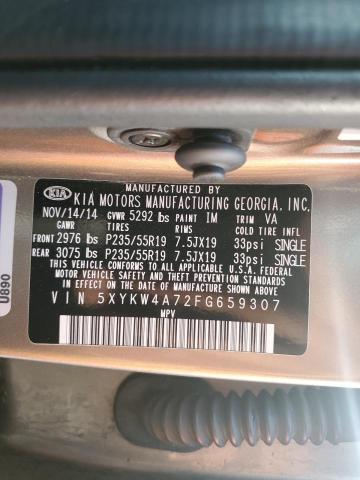 MANUFACTURED BY
KIA KIA MOTORS MANUFACTURING GEORGIA, INC.
NOV/14/14 GVWR 5292 lbs PAINT IM TRIM VA
GAWR TIRES RIMS COLD TIRE INFL
FRONT 2976 lbs P235/55R19 7.5JX19 33psi SINGLE
REAR 3075 lbs P235/55R19 7.5JX19 33psi SINGLE
THIS VEHICLE CONFORMS TO ALL APPLICABLE U.S.A. FEDERAL
MOTOR VEHICLE SAFETY STANDARDS IN
EFFECT ON THE DATE OF MANUFACTURE SHOWN ABOVE.
VIN 5XYKW4A72FG659307
MPV
U890